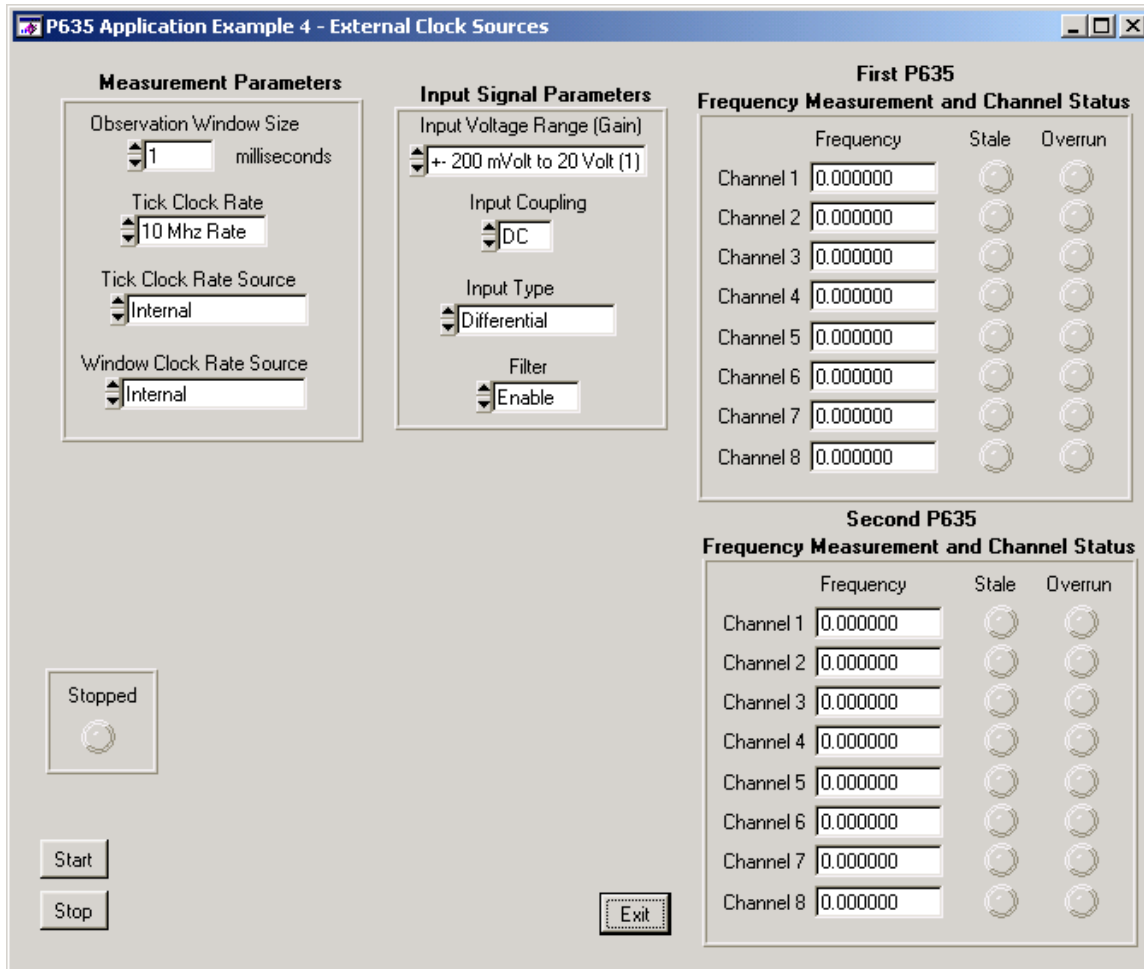 P635 Application Example 4 - External Clock Sources
Measurement Parameters
Observation Window Size
1 milliseconds
Tick Clock Rate
10 Mhz Rate
Tick Clock Rate Source
Internal
Window Clock Rate Source
Internal
Input Signal Parameters
Input Voltage Range (Gain)
+- 200 mVolt to 20 Volt (1)
Input Coupling
DC
Input Type
Differential
Filter
Enable
First P635
Frequency Measurement and Channel Status
Frequency Stale Overrun
Channel 1 0.000000
Channel 2 0.000000
Channel 3 0.000000
Channel 4 0.000000
Channel 5 0.000000
Channel 6 0.000000
Channel 7 0.000000
Channel 8 0.000000
Second P635
Frequency Measurement and Channel Status
Frequency Stale Overrun
Channel 1 0.000000
Channel 2 0.000000
Channel 3 0.000000
Channel 4 0.000000
Channel 5 0.000000
Channel 6 0.000000
Channel 7 0.000000
Channel 8 0.000000
Stopped
Start
Stop
Exit